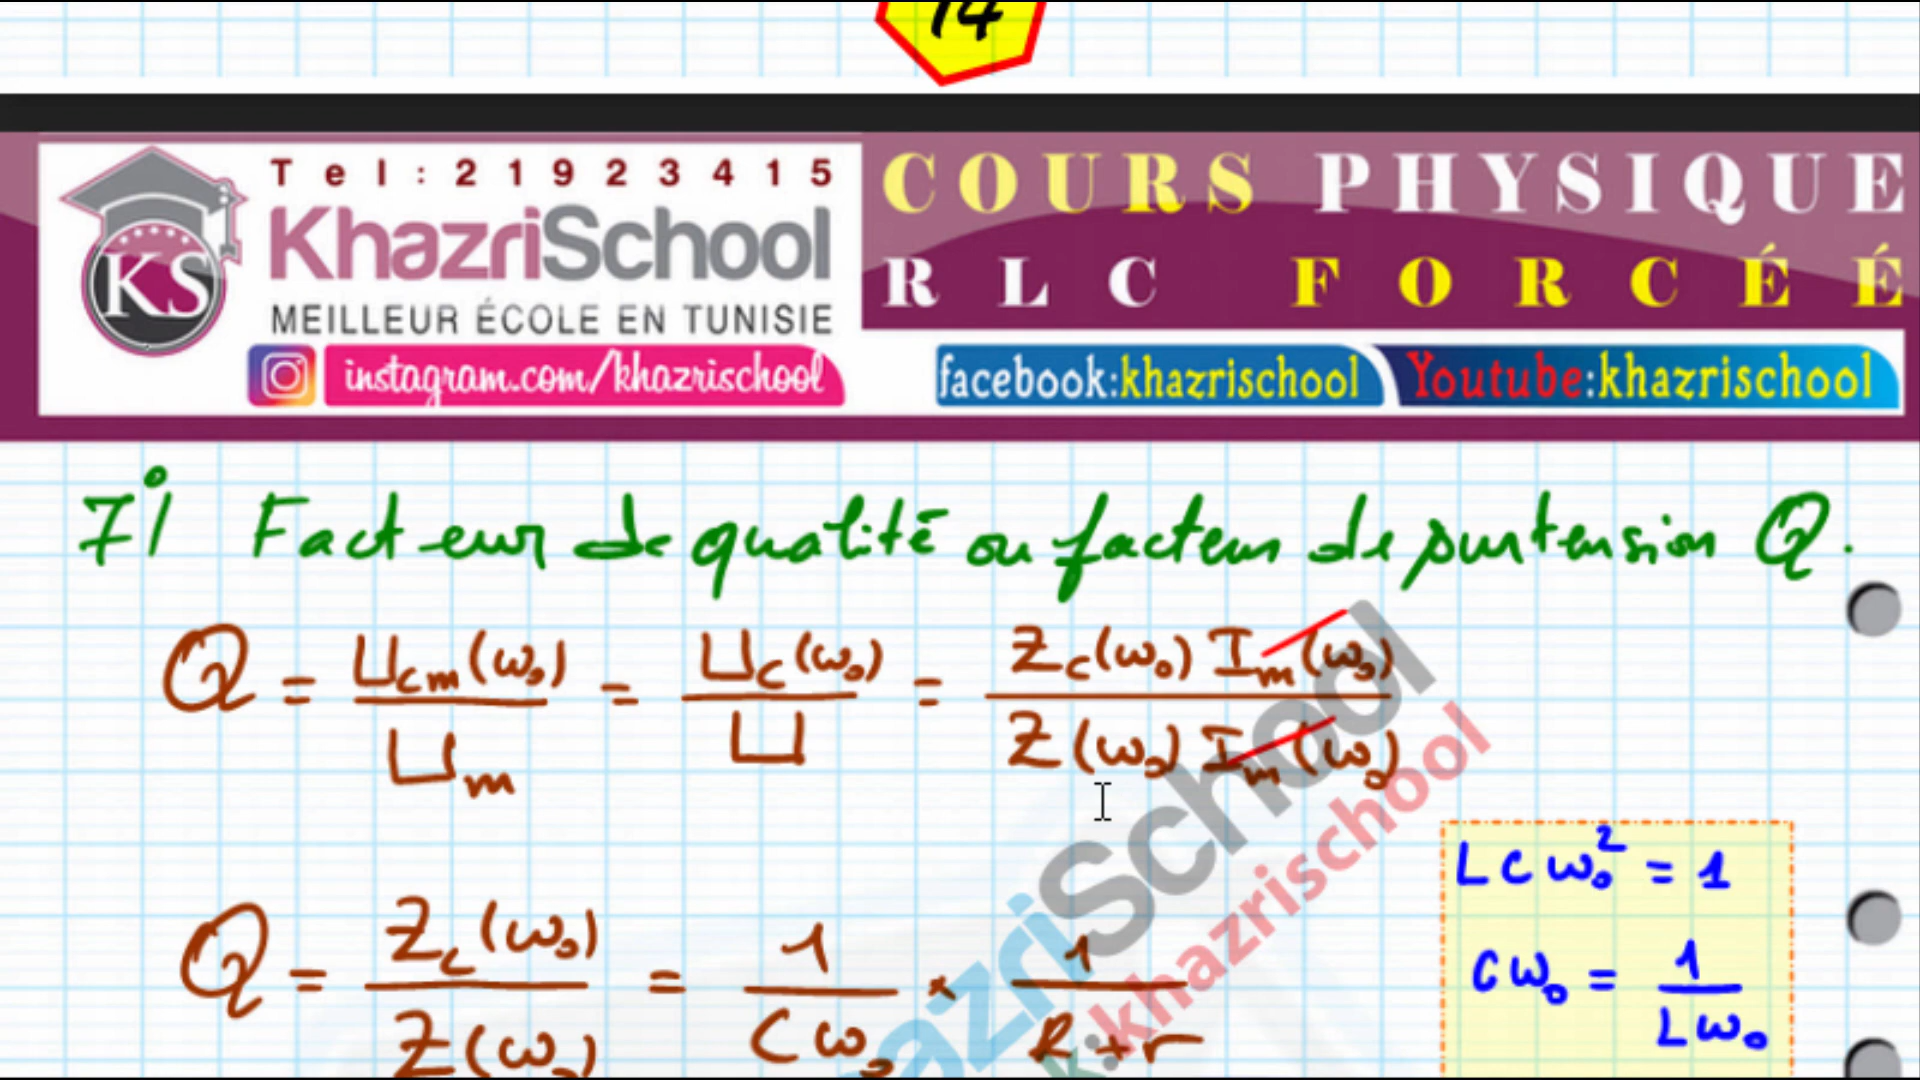 14
Tel:21923415
KhazriSchool
KS
MEILLEUR ÉCOLE EN TUNISIE
instagram.com/khazrischool
COURS PHYSIQUE
RLC FORCÉÉ
facebook:khazrischool
Youtube:khazrischool
7°/ Facteur de qualité ou facteur de surtension Q.
Q = Ucm(ω₀) / Um = Uc(ω₀) / U = Zc(ω₀) Im(ω₀) / Z(ω₀) Im(ω₀)
Q = Zc(ω₀) / Z(ω₀) = 1 / Cω₀ × 1 / R+r
LCω₀² = 1
Cω₀ = 1 / Lω₀
azriSchool
k:khazrischool